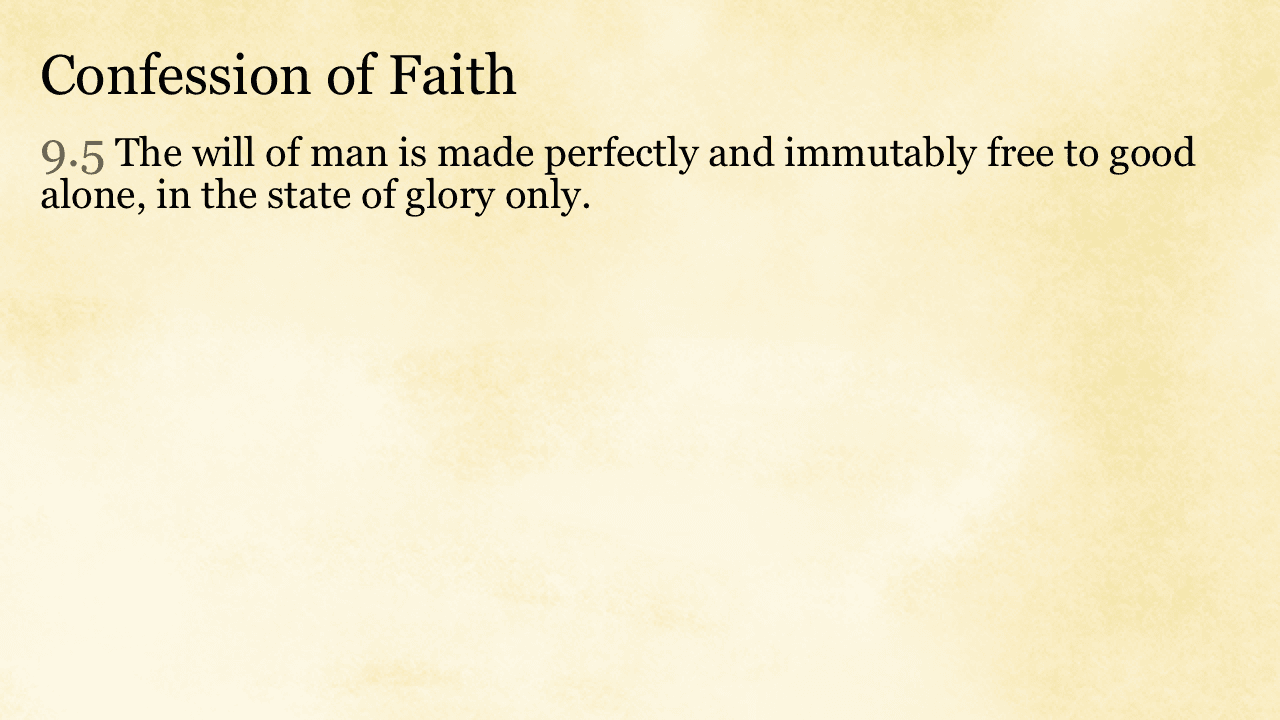 Confession of Faith
9.5 The will of man is made perfectly and immutably free to good
alone, in the state of glory only.